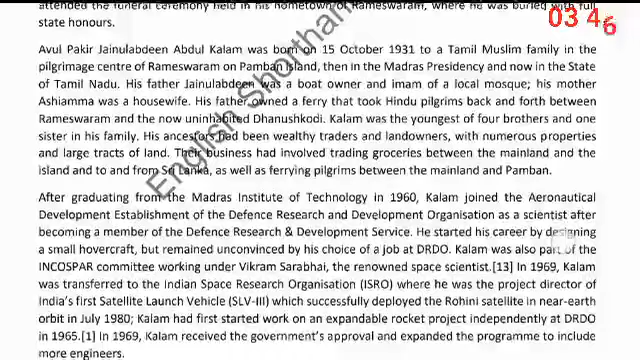 attended the funeral ceremony held in his hometown of Rameswaram, where he was buried with full
state honours.
03 46
Avul Pakir Jainulabdeen Abdul Kalam was born on 15 October 1931 to a Tamil Muslim family in the
pilgrimage centre of Rameswaram on Pamban Island, then in the Madras Presidency and now in the State
of Tamil Nadu. His father Jainulabdeen was a boat owner and imam of a local mosque; his mother
Ashiamma was a housewife. His father owned a ferry that took Hindu pilgrims back and forth between
Rameswaram and the now uninhabited Dhanushkodi. Kalam was the youngest of four brothers and one
sister in his family. His ancestors had been wealthy traders and landowners, with numerous properties
and large tracts of land. Their business had involved trading groceries between the mainland and the
island and to and from Sri Lanka, as well as ferrying pilgrims between the mainland and Pamban.
After graduating from the Madras Institute of Technology in 1960, Kalam joined the Aeronautical
Development Establishment of the Defence Research and Development Organisation as a scientist after
becoming a member of the Defence Research & Development Service. He started his career by designing
a small hovercraft, but remained unconvinced by his choice of a job at DRDO. Kalam was also part of the
INCOSPAR committee working under Vikram Sarabhai, the renowned space scientist.[13] In 1969, Kalam
was transferred to the Indian Space Research Organisation (ISRO) where he was the project director of
India's first Satellite Launch Vehicle (SLV-III) which successfully deployed the Rohini satellite in near-earth
orbit in July 1980; Kalam had first started work on an expandable rocket project independently at DRDO
in 1965.[1] In 1969, Kalam received the government's approval and expanded the programme to include
more engineers.
English Shorthan